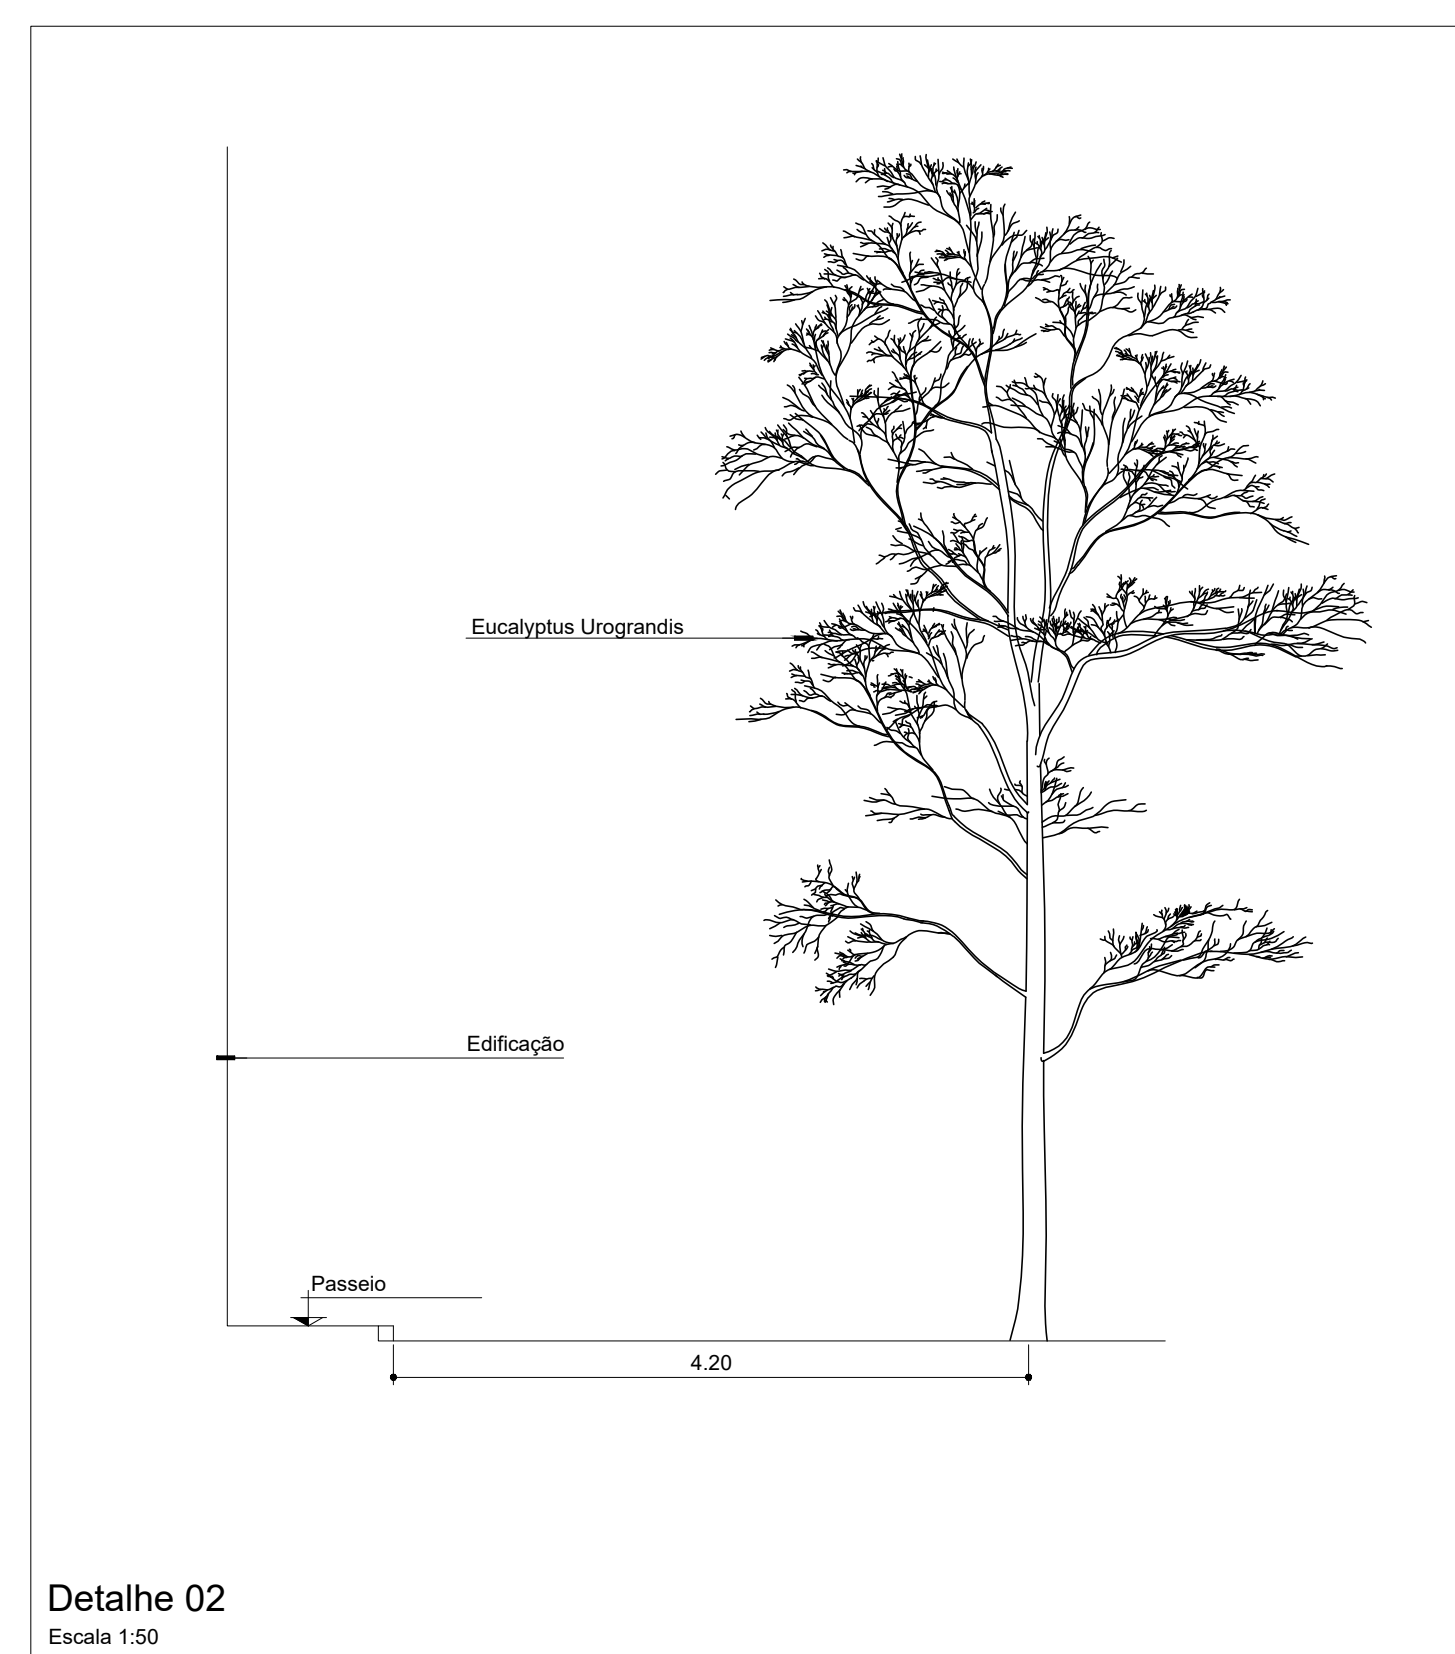 Eucalyptus Urograndis
Edificação
Passeio
4.20
Detalhe 02
Escala 1:50